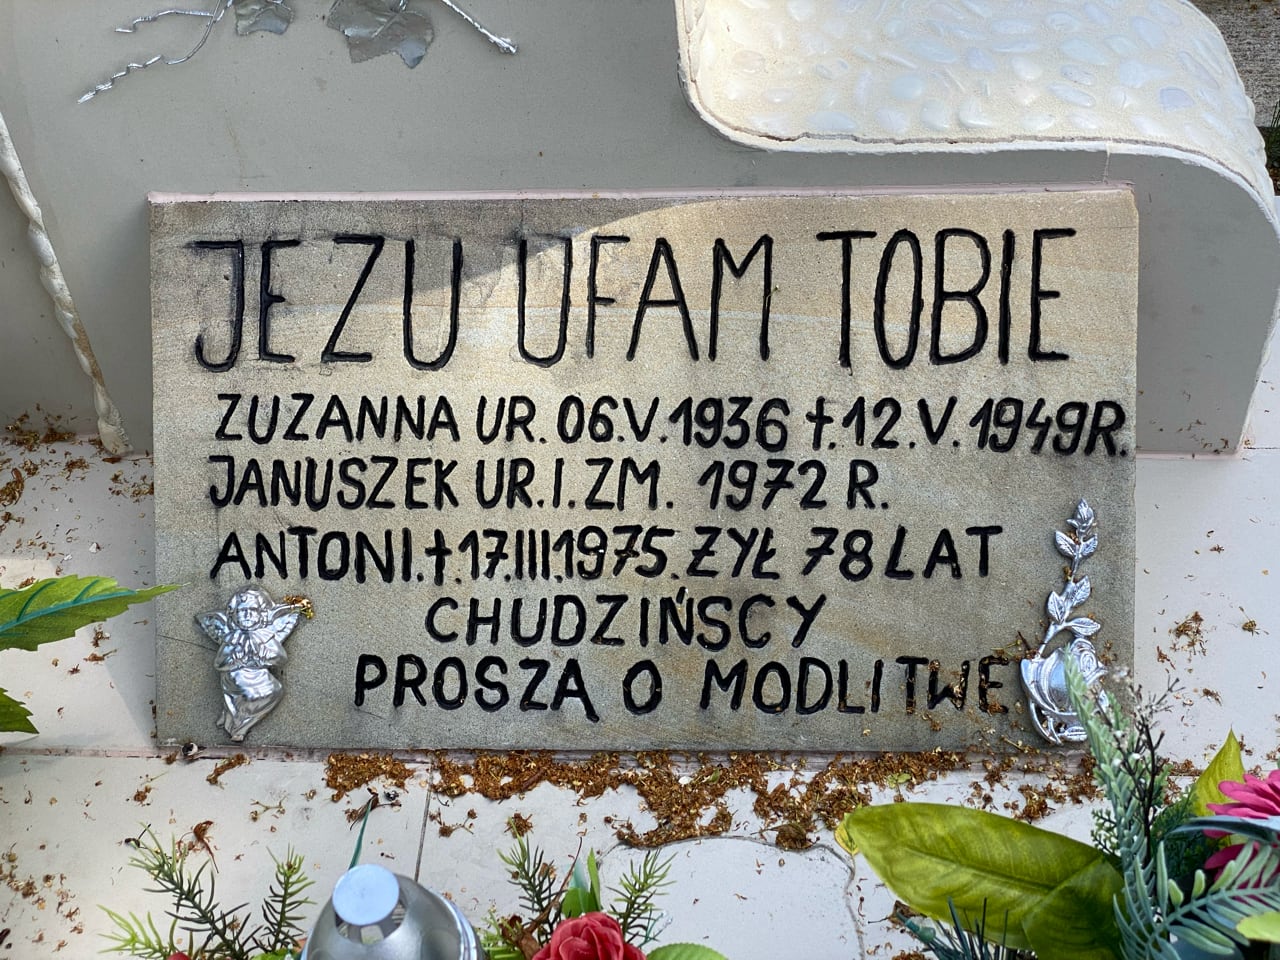 JEZU UFAM TOBIE
ZUZANNA UR. 06.V.1936 †.12.V.1949R.
JANUSZEK UR.I.ZM. 1972 R.
ANTONI.†.17.III.1975.ŻYŁ 78 LAT
CHUDZIŃSCY
PROSZĄ O MODLITWE